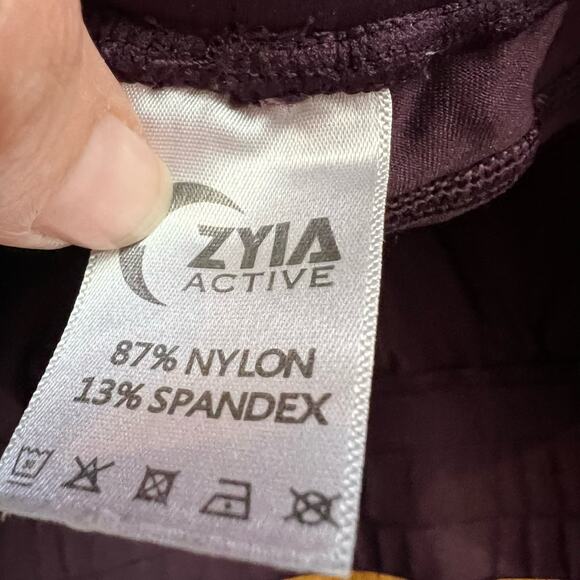 ZYIA
ACTIVE
87% NYLON
13% SPANDEX